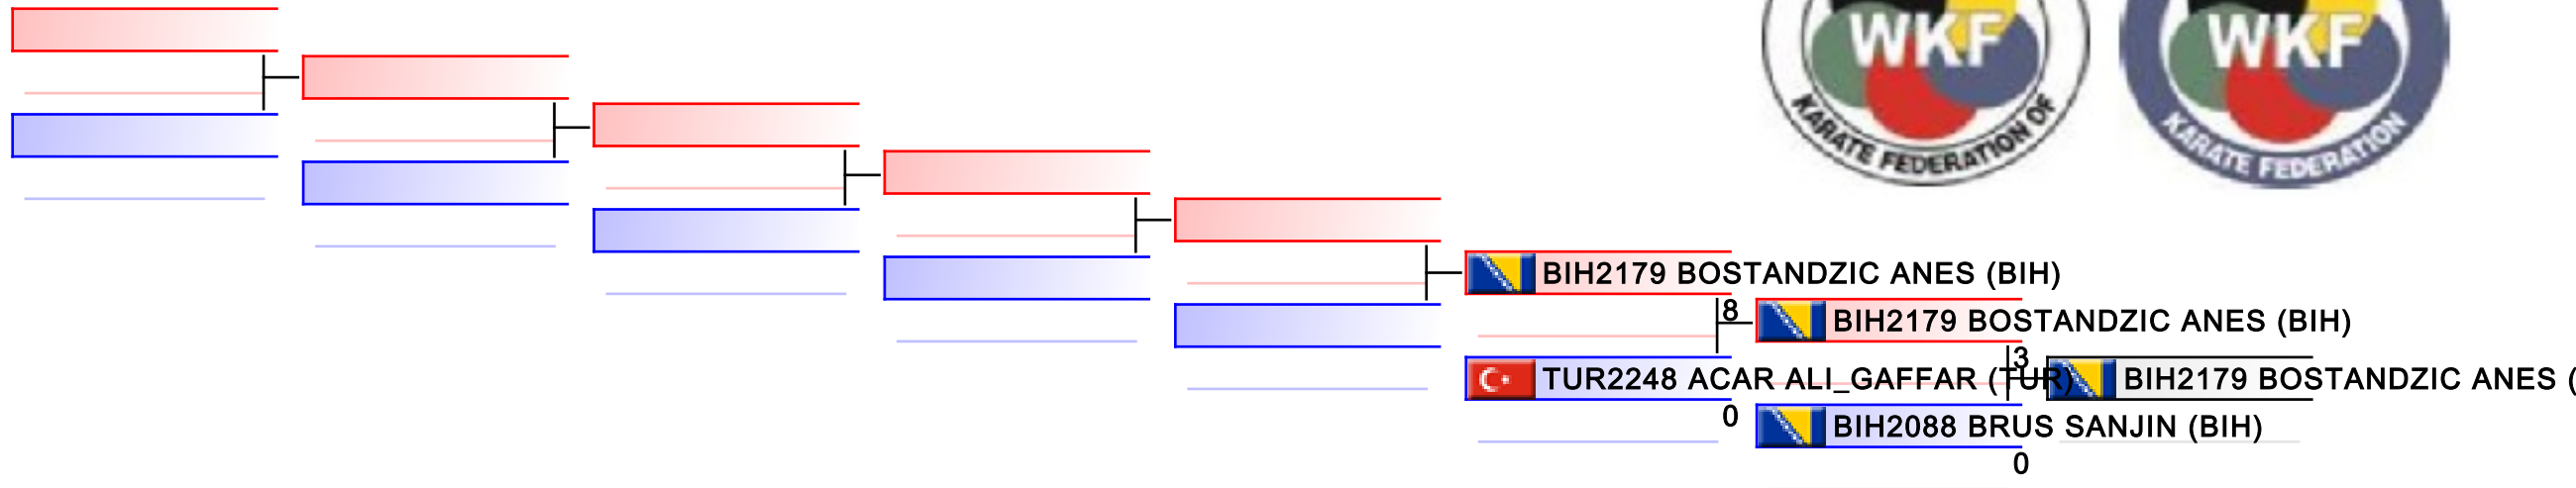 WKF
KARATE FEDERATION OF
WKF
KARATE FEDERATION
BIH2179 BOSTANDZIC ANES (BIH)
8
BIH2179 BOSTANDZIC ANES (BIH)
3
TUR2248 ACAR ALI_GAFFAR (TUR)
BIH2179 BOSTANDZIC ANES (
0
BIH2088 BRUS SANJIN (BIH)
0